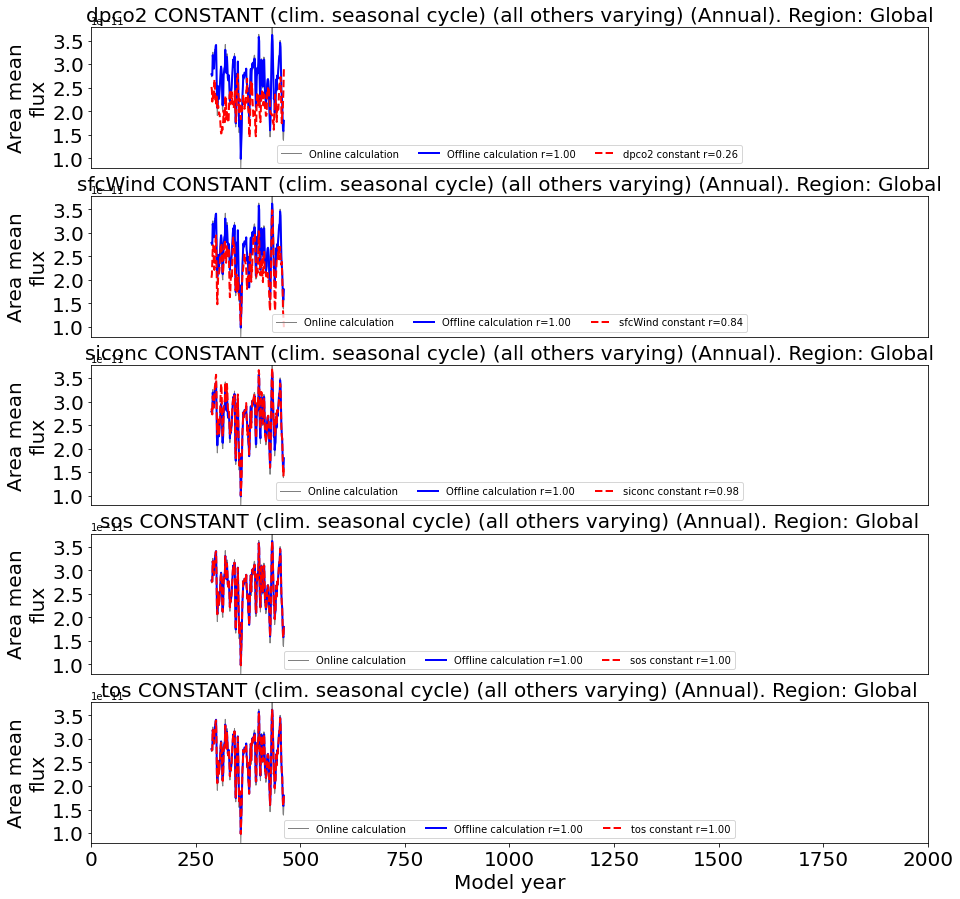 dpco2 CONSTANT (clim. seasonal cycle) (all others varying) (Annual). Region: Global
1e−11
3.5
3.0
2.5
2.0
1.5
1.0
Area mean
flux
Online calculation Offline calculation r=1.00 dpco2 constant r=0.26
sfcWind CONSTANT (clim. seasonal cycle) (all others varying) (Annual). Region: Global
1e−11
3.5
3.0
2.5
2.0
1.5
1.0
Area mean
flux
Online calculation Offline calculation r=1.00 sfcWind constant r=0.84
siconc CONSTANT (clim. seasonal cycle) (all others varying) (Annual). Region: Global
1e−11
3.5
3.0
2.5
2.0
1.5
1.0
Area mean
flux
Online calculation Offline calculation r=1.00 siconc constant r=0.98
sos CONSTANT (clim. seasonal cycle) (all others varying) (Annual). Region: Global
1e−11
3.5
3.0
2.5
2.0
1.5
1.0
Area mean
flux
Online calculation Offline calculation r=1.00 sos constant r=1.00
tos CONSTANT (clim. seasonal cycle) (all others varying) (Annual). Region: Global
1e−11
3.5
3.0
2.5
2.0
1.5
1.0
Area mean
flux
Online calculation Offline calculation r=1.00 tos constant r=1.00
0 250 500 750 1000 1250 1500 1750 2000
Model year